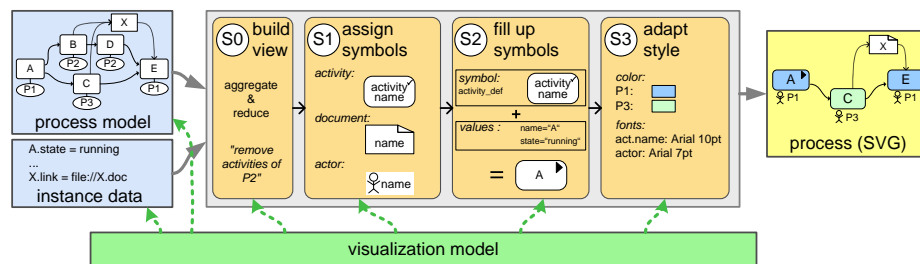 X
B
D
P2
P2
A
E
P1
C
P1
P3
process model
A.state = running
...
X.link = file://X.doc
instance data
S0 build
view
aggregate
&
reduce
"remove
activities of
P2"
S1 assign
symbols
activity:
activity
name
document:
name
actor:
name
S2 fill up
symbols
symbol:
activity_def
activity
name
+
values:
name="A"
state="running"
=
A
S3 adapt
style
color:
P1:
P3:
fonts:
act.name: Arial 10pt
actor: Arial 7pt
X
A
E
P1
C
P1
P3
process (SVG)
visualization model